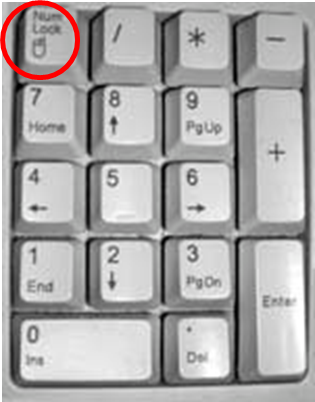 Num
Lock
/
*
-
7
Home
8
↑
9
PgUp
+
4
←
5
6
→
1
End
2
↓
3
PgDn
Enter
0
Ins
.
Del